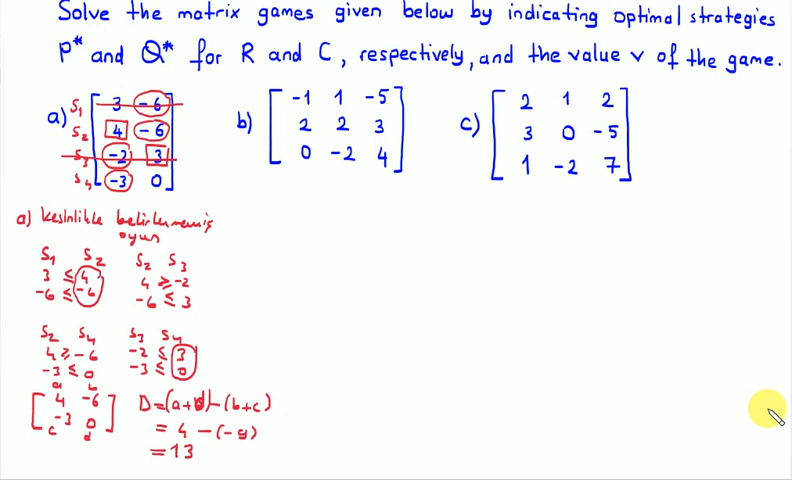 Solve the matrix games given below by indicating optimal strategies
P* and Q* for R and C, respectively, and the value v of the game.
a) S1 [ 3 -6 ]
S2 [ 4 -6 ]
S3 [ -2 3 ]
S4 [ -3 0 ]
b) [ -1 1 -5 ]
[ 2 2 3 ]
[ 0 -2 4 ]
c) [ 2 1 2 ]
[ 3 0 -5 ]
[ 1 -2 7 ]
a) kesinlikle belirlenmemiş
oyun
S1 S2
3 ≤ 4
-6 ≤ -6
S2 S3
4 ≥ -2
-6 ≤ 3
S2 S4
4 ≥ -6
-3 ≤ 0
S3 S4
-2 ≤ 3
-3 ≤ 0
a b
[ 4 -6 ]
[ -3 0 ]
c d
D = (a+d) - (b+c)
= 4 - (-9)
= 13